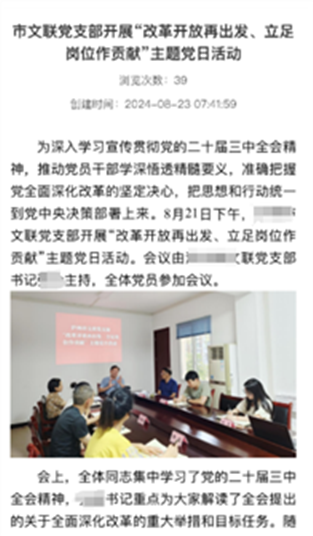 市文联党支部开展“改革开放再出发、立足
岗位作贡献”主题党日活动
浏览次数：39
创建时间：2024-08-23 07:41:59
为深入学习宣传贯彻党的二十届三中全会精
神，推动党员干部学深悟透精髓要义，准确把握
党全面深化改革的坚定决心，把思想和行动统一
到党中央决策部署上来。8月21日下午，
文联党支部开展“改革开放再出发、立足岗位作
贡献”主题党日活动。会议由 文联党支部
书记 主持，全体党员参加会议。
会上，全体同志集中学习了党的二十届三中
全会精神， 书记重点为大家解读了全会提出
的关于全面深化改革的重大举措和目标任务。随